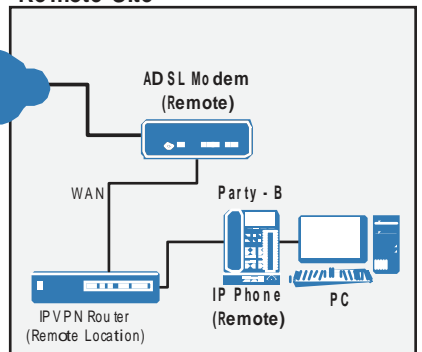 Remote Site
ADSL Modem
(Remote)
WAN
Party - B
IPVPN Router
(Remote Location)
IP Phone
(Remote)
PC